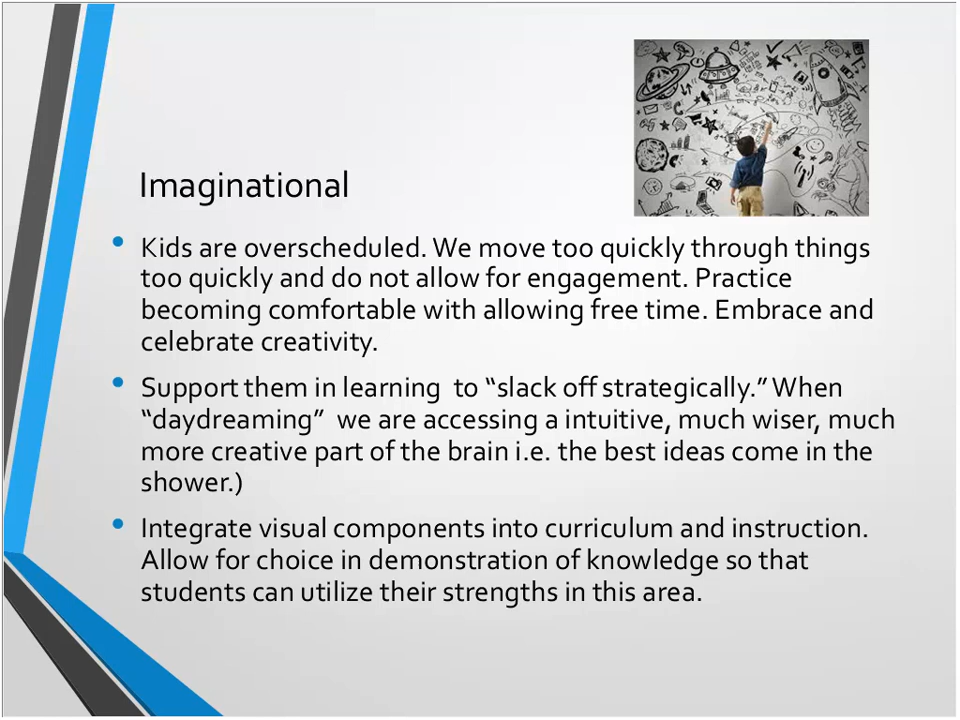 Imaginational
• Kids are overscheduled. We move too quickly through things
too quickly and do not allow for engagement. Practice
becoming comfortable with allowing free time. Embrace and
celebrate creativity.
• Support them in learning  to “slack off strategically.” When
“daydreaming”  we are accessing a intuitive, much wiser, much
more creative part of the brain i.e. the best ideas come in the
shower.)
• Integrate visual components into curriculum and instruction.
Allow for choice in demonstration of knowledge so that
students can utilize their strengths in this area.